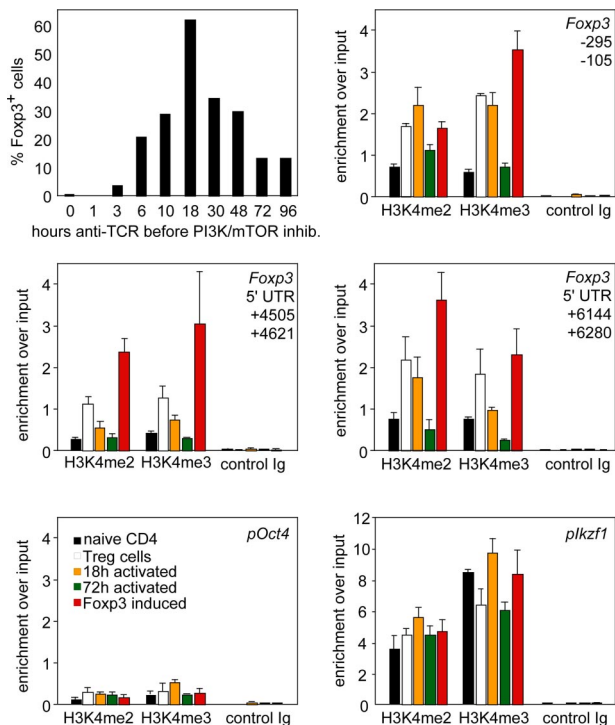 60
50
40
30
20
10
0
% Foxp3+ cells
0 1 3 6 10 18 30 48 72 96
hours anti-TCR before PI3K/mTOR inhib.
4
3
2
1
0
enrichment over input
Foxp3
-295
-105
H3K4me2 H3K4me3 control Ig
4
3
2
1
0
enrichment over input
Foxp3
5' UTR
+4505
+4621
H3K4me2 H3K4me3 control Ig
4
3
2
1
0
enrichment over input
Foxp3
5' UTR
+6144
+6280
H3K4me2 H3K4me3 control Ig
4
3
2
1
0
enrichment over input
pOct4
naive CD4
Treg cells
18h activated
72h activated
Foxp3 induced
H3K4me2 H3K4me3 control Ig
12
10
8
6
4
2
0
enrichment over input
pIkzf1
H3K4me2 H3K4me3 control Ig